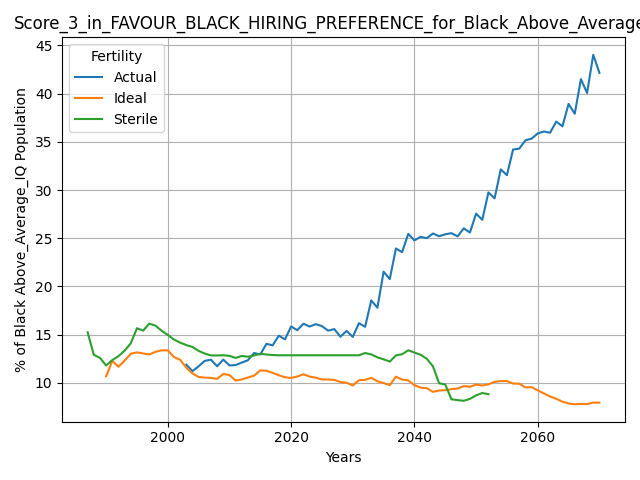 Score_3_in_FAVOUR_BLACK_HIRING_PREFERENCE_for_Black_Above_Average
Fertility
Actual
Ideal
Sterile
% of Black Above_Average_IQ Population
45
40
35
30
25
20
15
10
2000
2020
2040
2060
Years